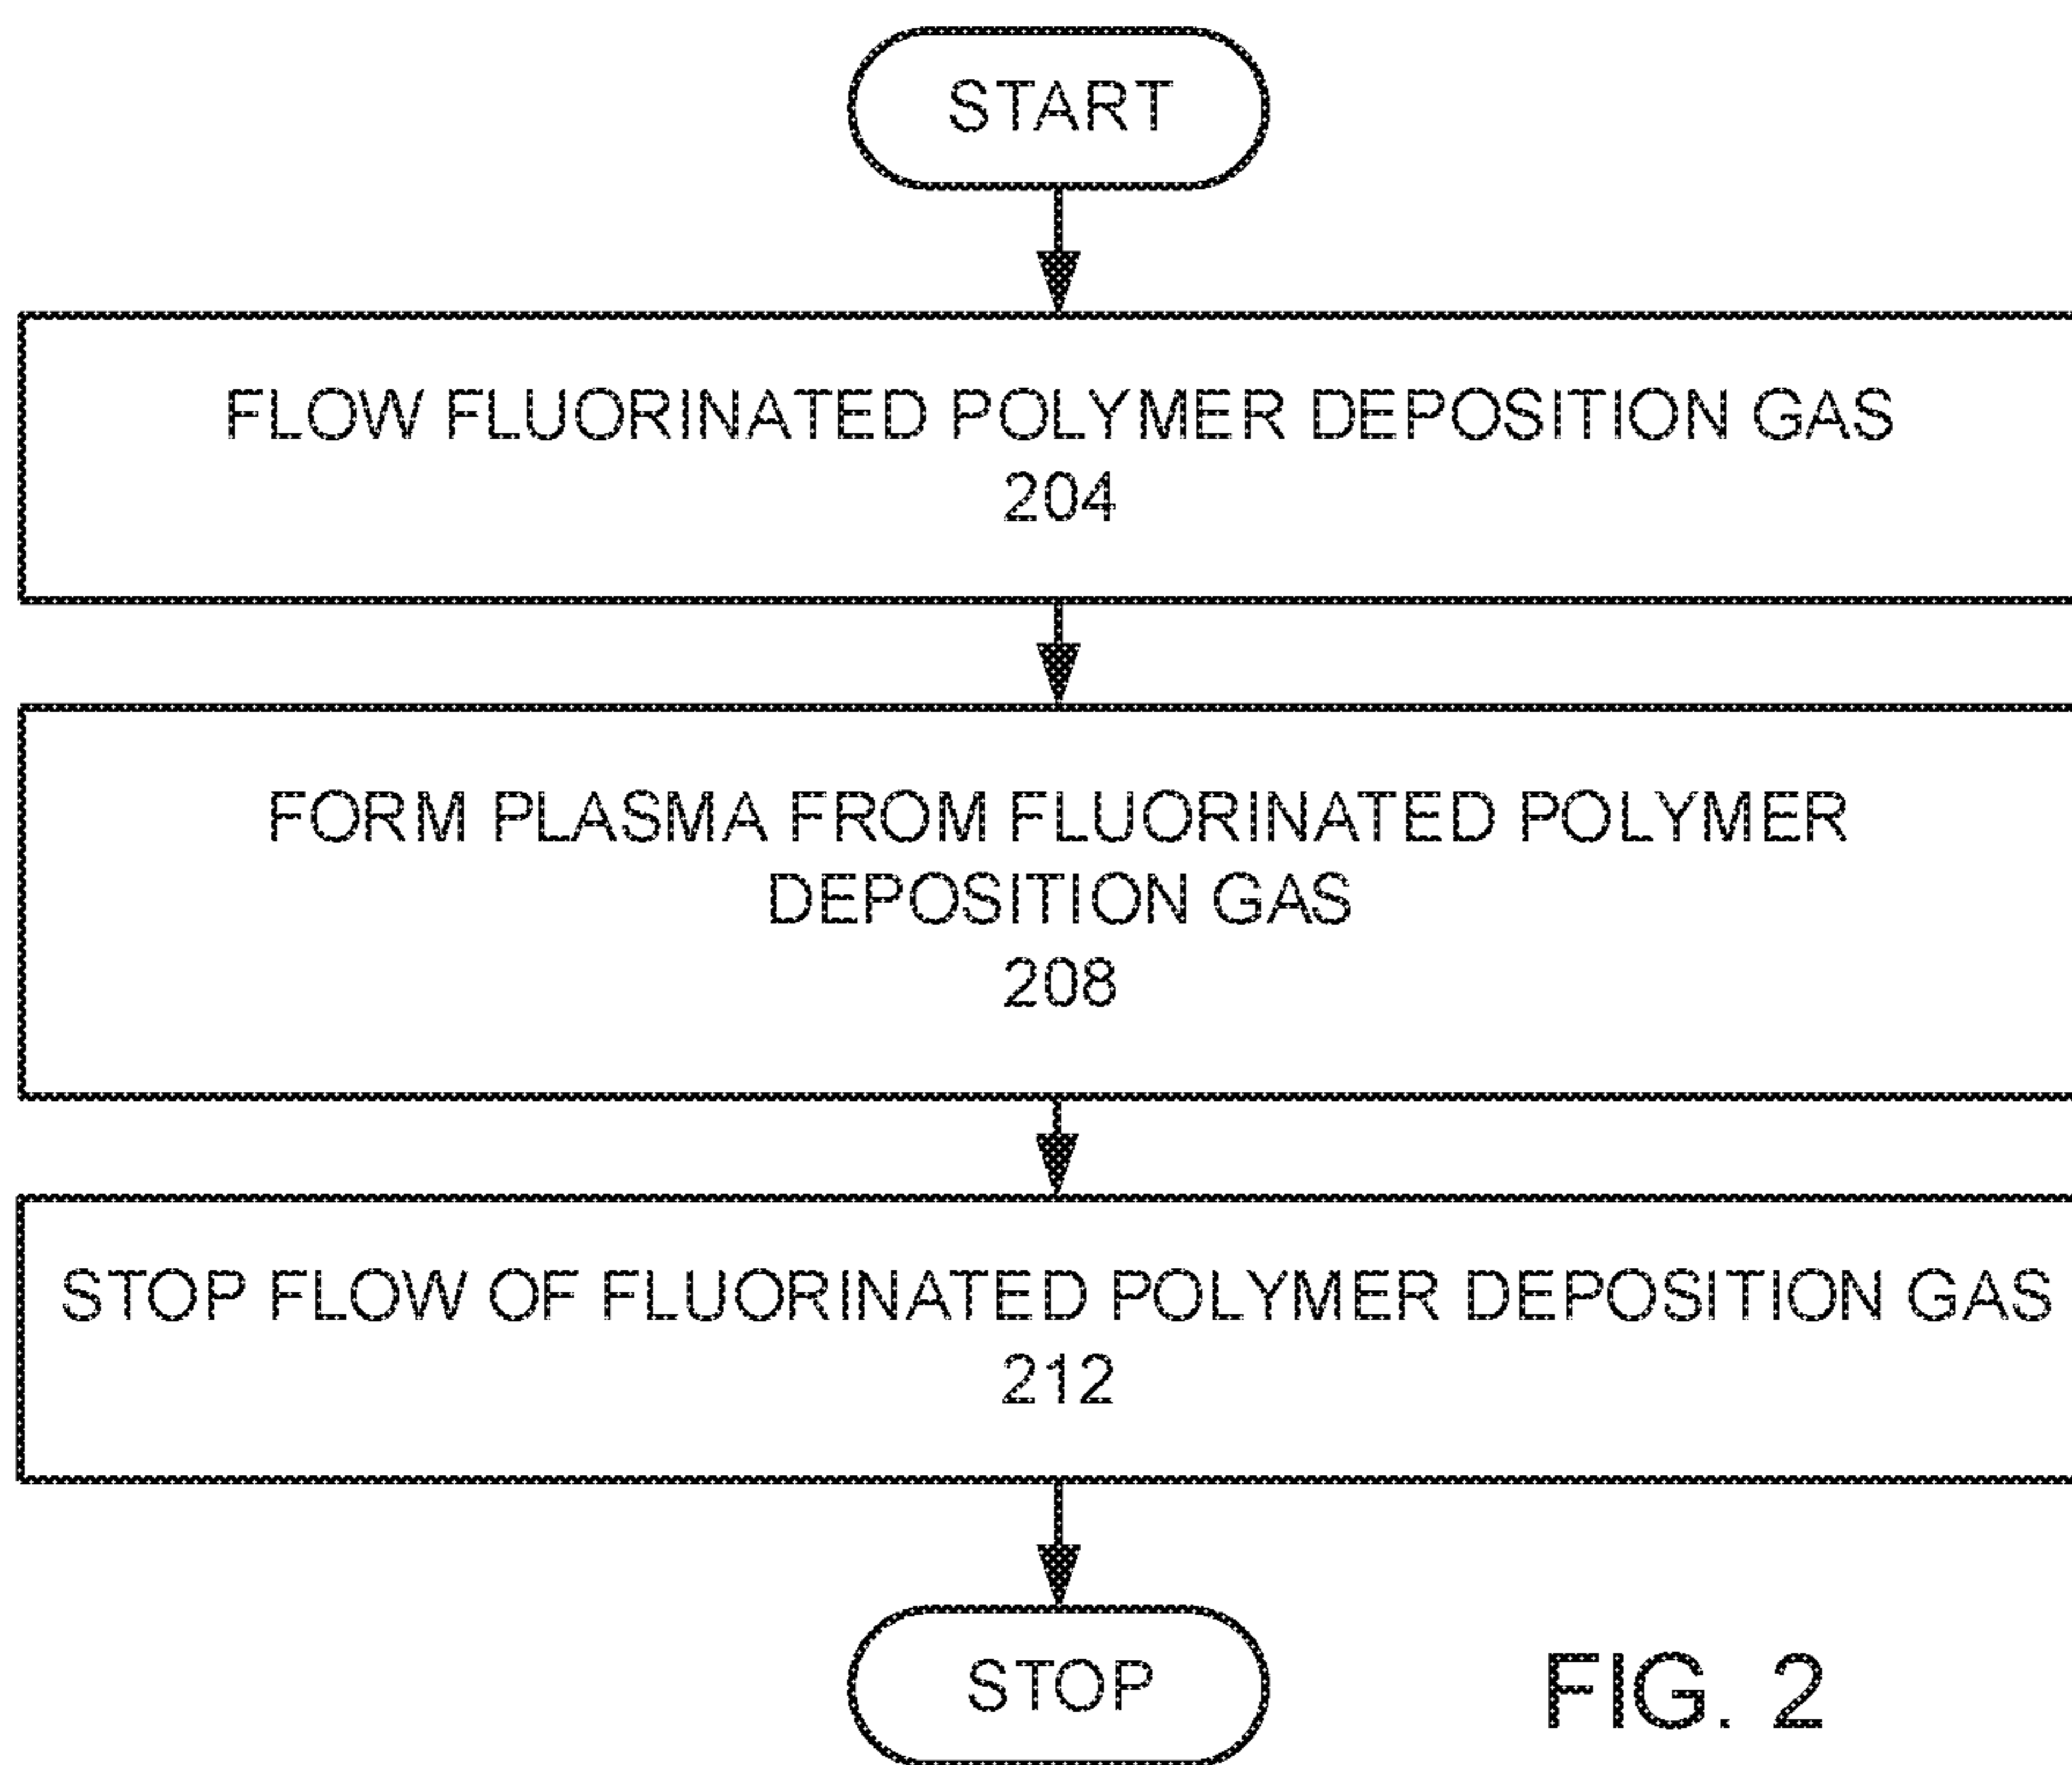 START
FLOW FLUORINATED POLYMER DEPOSITION GAS
204
FORM PLASMA FROM FLUORINATED POLYMER
DEPOSITION GAS
208
STOP FLOW OF FLUORINATED POLYMER DEPOSITION GAS
212
STOP
FIG. 2